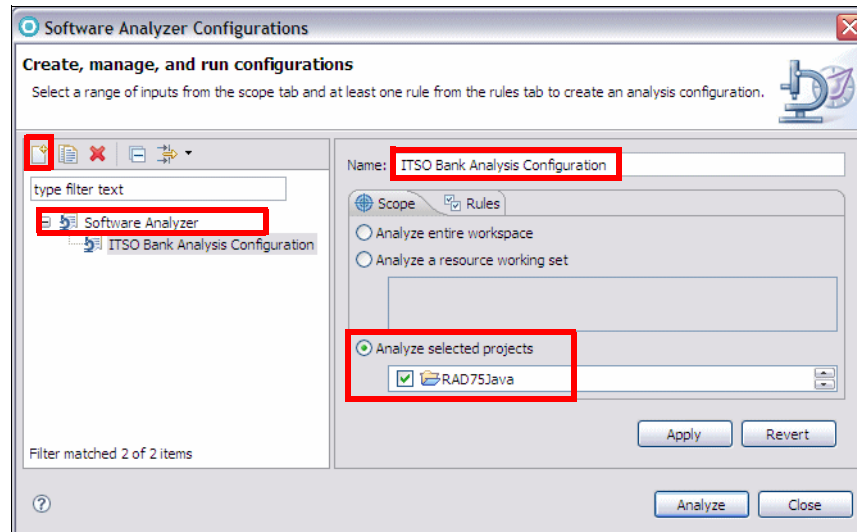 Software Analyzer Configurations
Create, manage, and run configurations
Select a range of inputs from the scope tab and at least one rule from the rules tab to create an analysis configuration.
type filter text
Software Analyzer
ITSO Bank Analysis Configuration
Filter matched 2 of 2 items
Name: ITSO Bank Analysis Configuration
Scope Rules
Analyze entire workspace
Analyze a resource working set
Analyze selected projects
RAD75Java
Apply Revert
?
Analyze Close